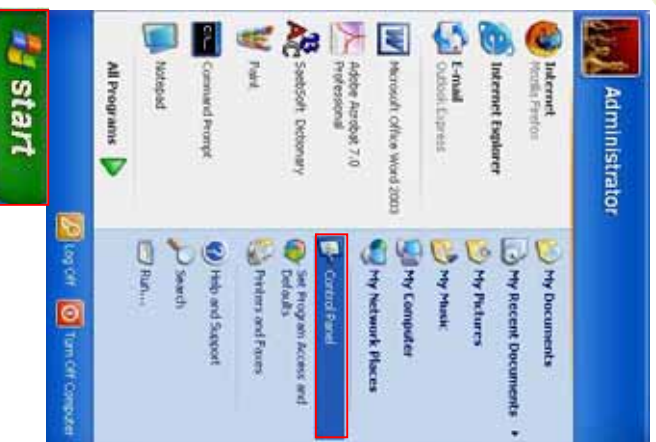 Administrator
Internet
Mozilla Firefox
Internet Explorer
E-mail
Outlook Express
Microsoft Office Word 2003
Adobe Acrobat 7.0
Professional
Paint
Command Prompt
Notepad
All Programs
My Documents
My Recent Documents
My Pictures
My Music
My Computer
My Network Places
Control Panel
Set Program Access and
Defaults
Printers and Faxes
Help and Support
Search
Run...
Log Off
Turn Off Computer
start